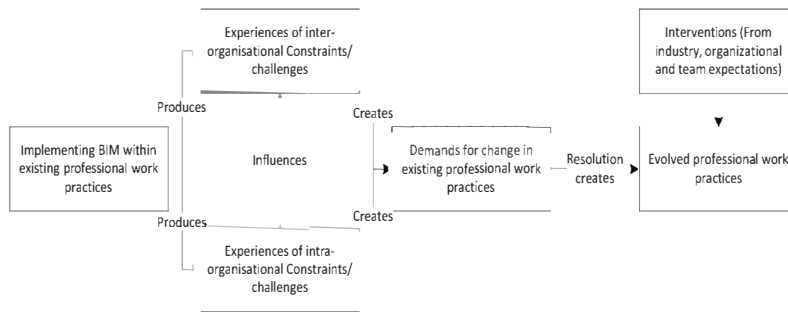 Experiences of inter-
organisational Constraints/
challenges
Interventions (From
industry, organizational
and team expectations)
Produces
Creates
Implementing BIM within
existing professional work
practices
Influences
Demands for change in
existing professional work
practices
Resolution
creates
Evolved professional work
practices
Produces
Creates
Experiences of intra-
organisational Constraints/
challenges